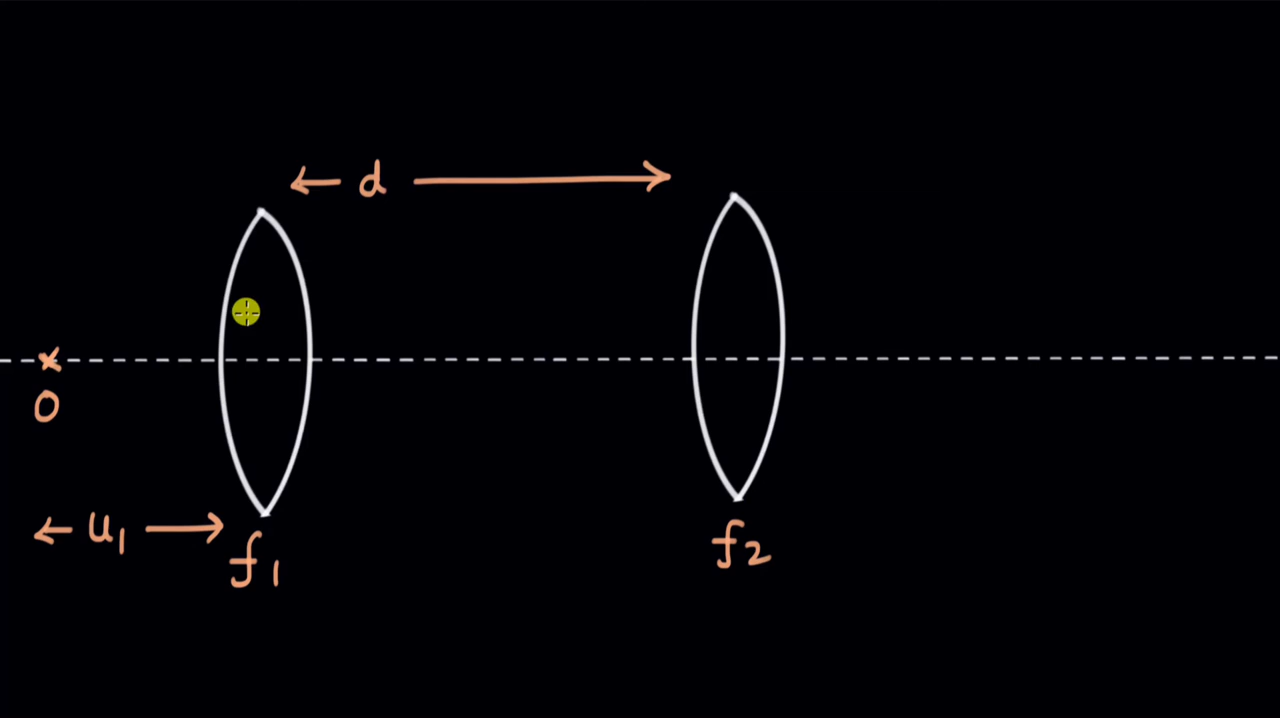 ← d →
× 
O
← u₁ →
f₁
f₂